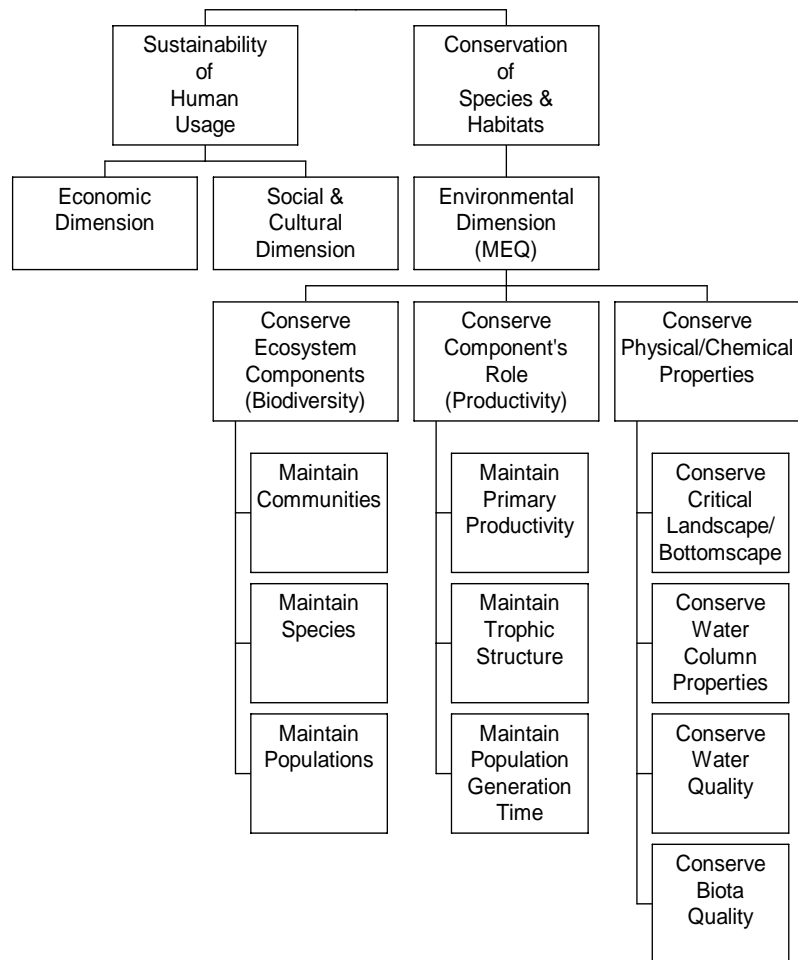 Sustainability
of
Human
Usage
Conservation
of
Species &
Habitats
Economic
Dimension
Social &
Cultural
Dimension
Environmental
Dimension
(MEQ)
Conserve
Ecosystem
Components
(Biodiversity)
Conserve
Component's
Role
(Productivity)
Conserve
Physical/Chemical
Properties
Maintain
Communities
Maintain
Species
Maintain
Populations
Maintain
Primary
Productivity
Maintain
Trophic
Structure
Maintain
Population
Generation
Time
Conserve
Critical
Landscape/
Bottomscape
Conserve
Water
Column
Properties
Conserve
Water
Quality
Conserve
Biota
Quality